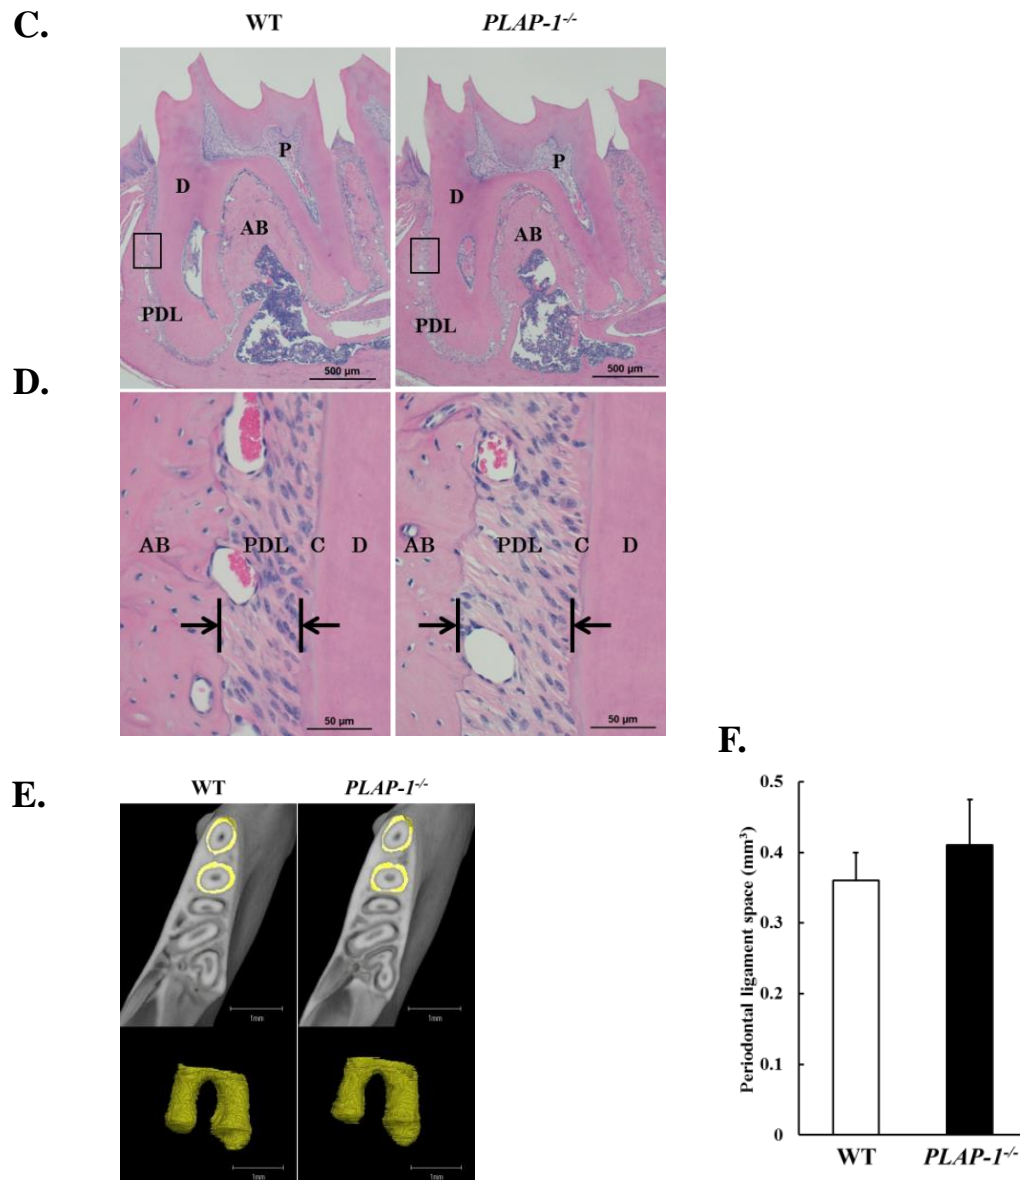 C.
WT
PLAP-1-/-
P
D
AB
PDL
500 μm
P
D
AB
PDL
500 μm
D.
AB PDL C D
50 μm
AB PDL C D
50 μm
E.
WT
PLAP-1-/-
1mm
1mm
1mm
1mm
F.
Periodontal ligament space (mm³)
0.5
0.4
0.3
0.2
0.1
0
WT
PLAP-1-/-